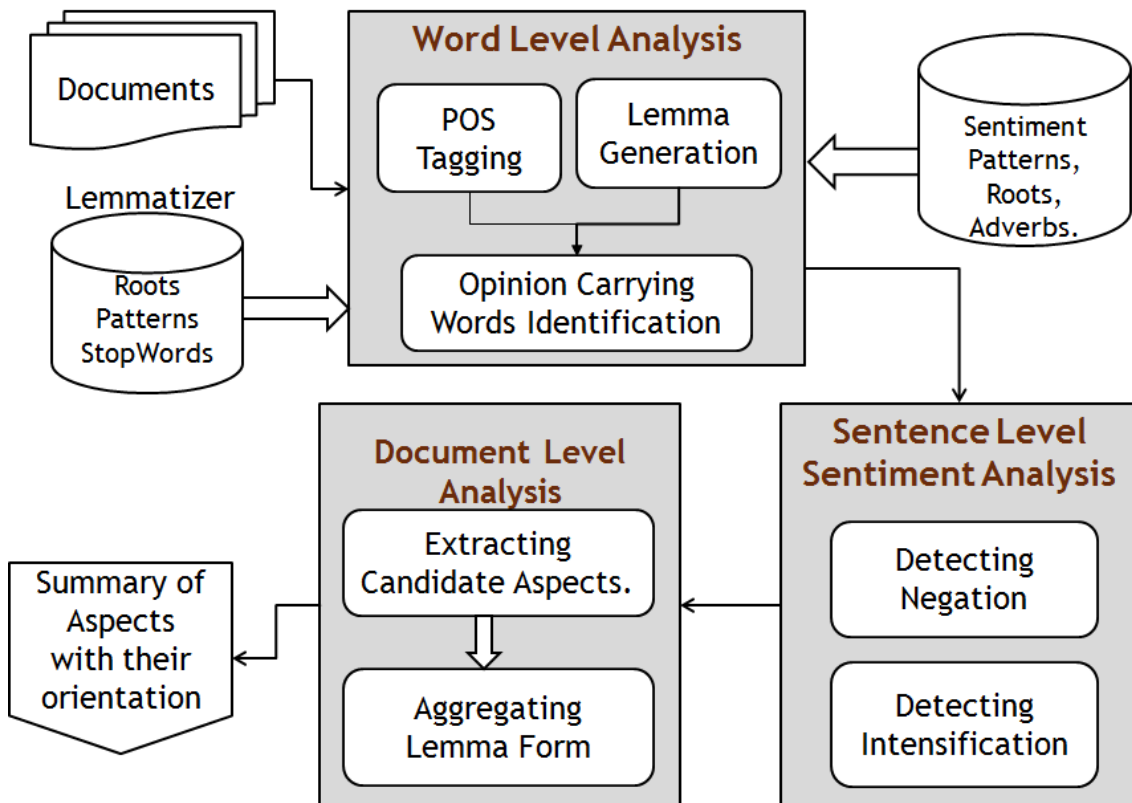 Documents
Word Level Analysis
POS
Tagging
Lemma
Generation
Opinion Carrying
Words Identification
Sentiment
Patterns,
Roots,
Adverbs.
Lemmatizer
Roots
Patterns
StopWords
Sentence Level
Sentiment Analysis
Detecting
Negation
Detecting
Intensification
Document Level
Analysis
Extracting
Candidate Aspects.
Aggregating
Lemma Form
Summary of
Aspects
with their
orientation